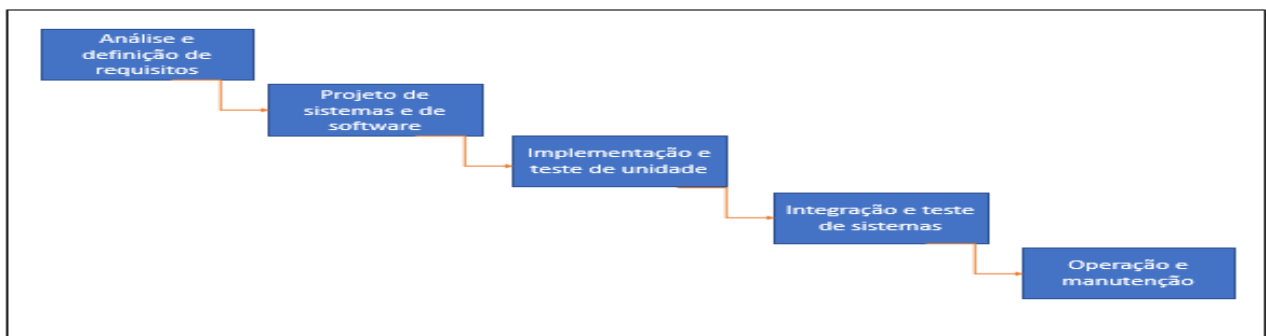 Análise e
definição de
requisitos
Projeto de
sistemas e de
software
Implementação e
teste de unidade
Integração e teste
de sistemas
Operação e
manutenção